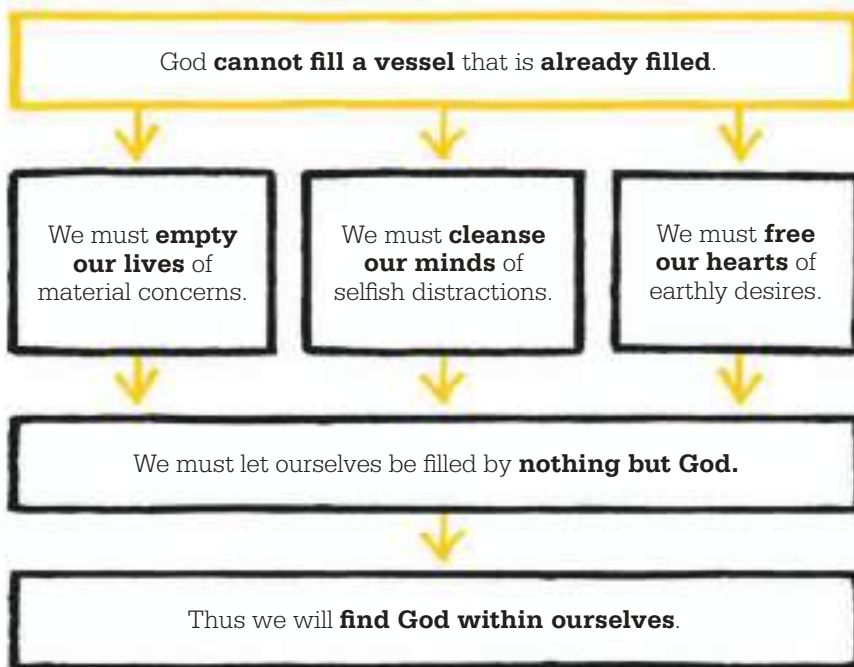 God cannot fill a vessel that is already filled.
We must empty
our lives of
material concerns.
We must cleanse
our minds of
selfish distractions.
We must free
our hearts of
earthly desires.
We must let ourselves be filled by nothing but God.
Thus we will find God within ourselves.